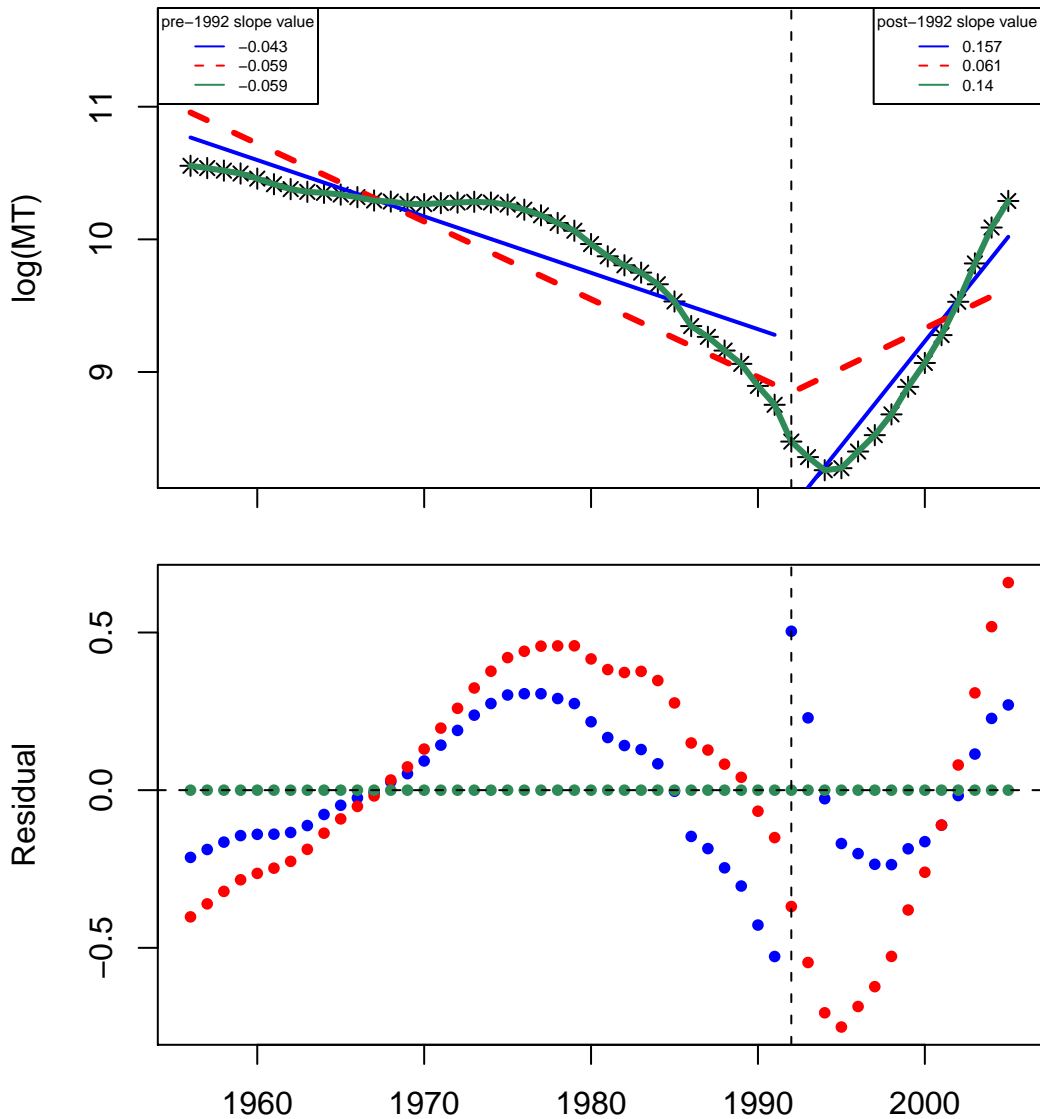 pre−1992 slope value
−0.043
−0.059
−0.059
post−1992 slope value
0.157
0.061
0.14
log(MT)
11
10
9
Residual
0.5
0.0
−0.5
1960 1970 1980 1990 2000